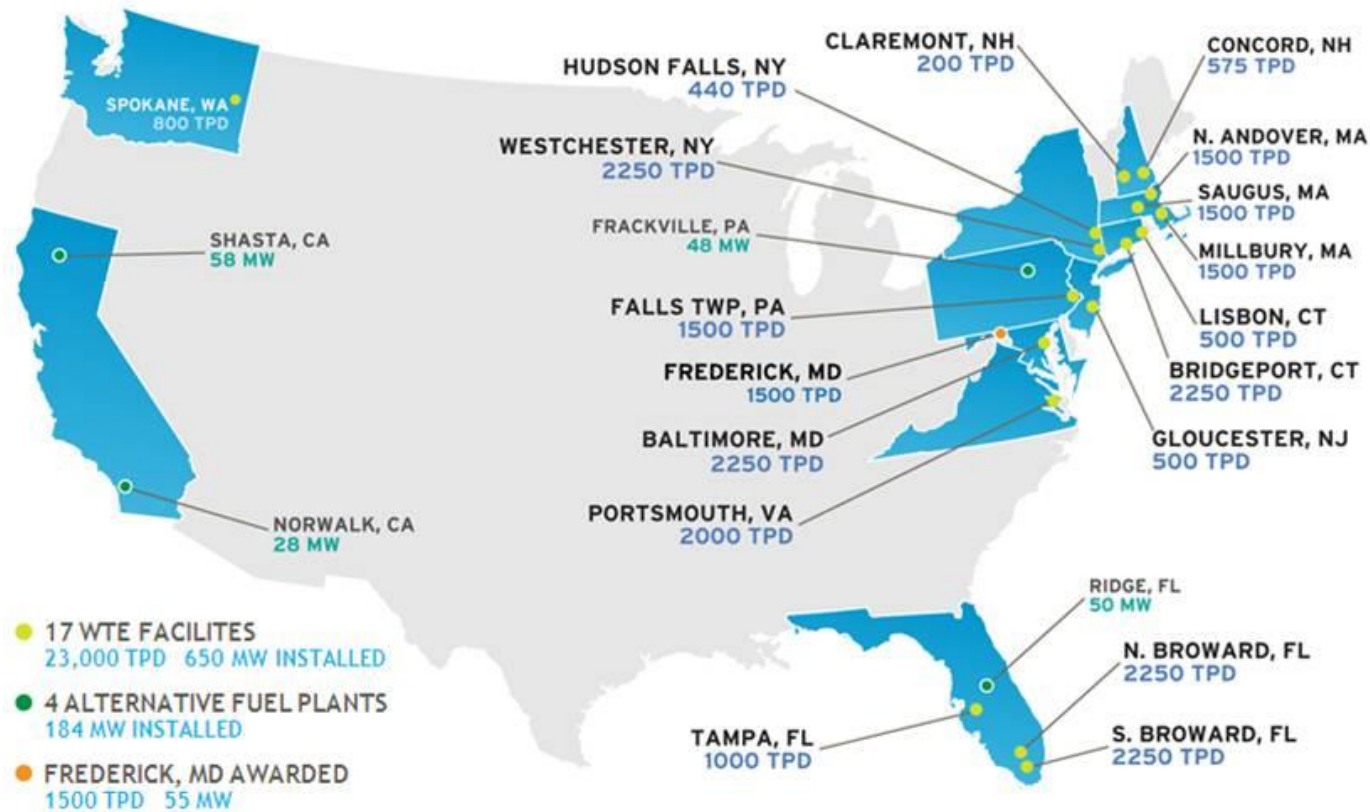 CLAREMONT, NH
200 TPD
CONCORD, NH
575 TPD
HUDSON FALLS, NY
440 TPD
SPOKANE, WA
800 TPD
N. ANDOVER, MA
1500 TPD
WESTCHESTER, NY
2250 TPD
SAUGUS, MA
1500 TPD
SHASTA, CA
58 MW
FRACKVILLE, PA
48 MW
MILLBURY, MA
1500 TPD
FALLS TWP, PA
1500 TPD
LISBON, CT
500 TPD
FREDERICK, MD
1500 TPD
BRIDGEPORT, CT
2250 TPD
BALTIMORE, MD
2250 TPD
GLOUCESTER, NJ
500 TPD
PORTSMOUTH, VA
2000 TPD
NORWALK, CA
28 MW
RIDGE, FL
50 MW
N. BROWARD, FL
2250 TPD
TAMPA, FL
1000 TPD
S. BROWARD, FL
2250 TPD
17 WTE FACILITES
23,000 TPD 650 MW INSTALLED
4 ALTERNATIVE FUEL PLANTS
184 MW INSTALLED
FREDERICK, MD AWARDED
1500 TPD 55 MW